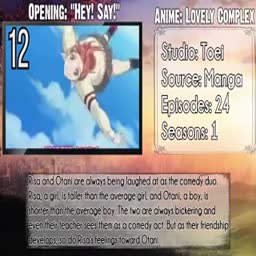 Opening: "Hey! Say!"
Anime: Lovely Complex
12
Studio: Toei
Source: Manga
Episodes: 24
Seasons: 1
Risa and Otani are always being laughed at as the comedy duo.
Risa, a girl, is taller than the average girl, and Otani, a boy, is
shorter than the average boy. The two are always bickering and
even their teacher sees them as a comedy act. But as their friendship
develops, so do Risa's feelings toward Otani.